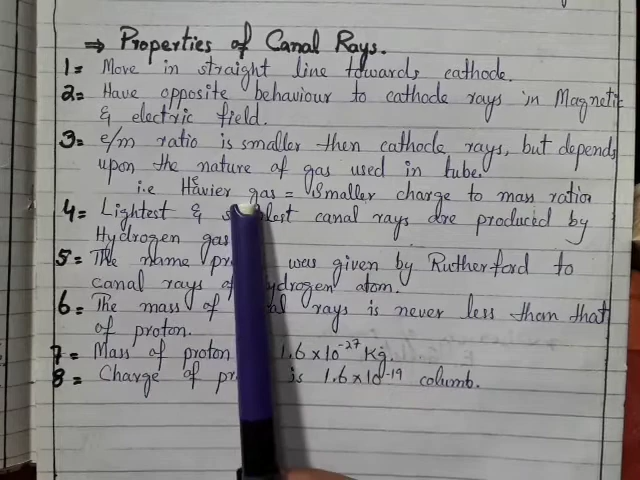 ⇒ Properties of Canal Rays.
1= Move in straight line towards cathode.
2= Have opposite behaviour to cathode rays in Magnetic
& electric field.
3= e/m ratio is smaller then cathode rays, but depends
upon the nature of gas used in tube.
i.e Havier gas = Smaller charge to mass ratio
4= Lightest & canal rays are produced by
Hydrogen gas
5= The name was given by Rutherford to
canal rays of hydrogen atom.
6= The mass of rays is never less than that
of proton.
7= Mass of proton 1.6×10⁻²⁷ Kg.
8= Charge of is 1.6×10⁻¹⁹ columb.